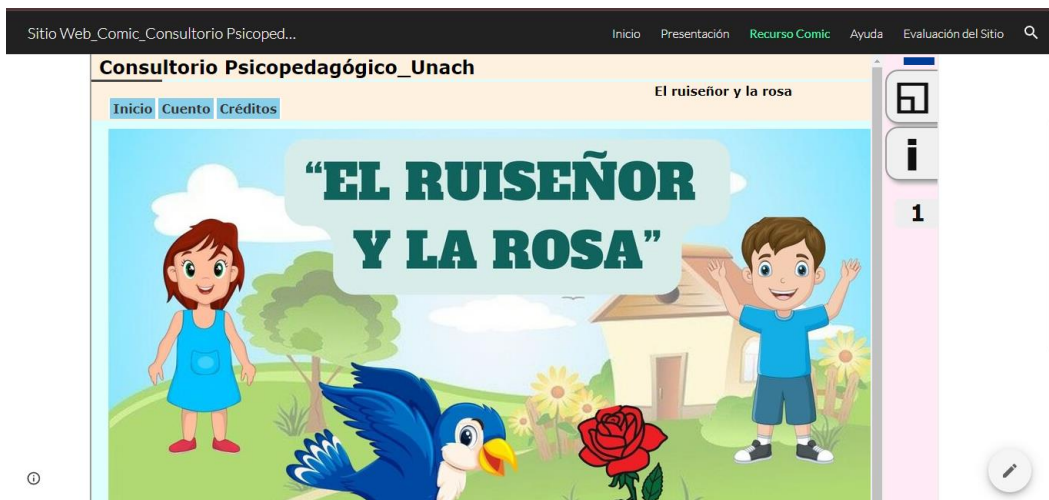 Sitio Web_Comic_Consultorio Psicoped...
Inicio Presentación Recurso Comic Ayuda Evaluación del Sitio
Consultorio Psicopedagógico_Unach
El ruiseñor y la rosa
Inicio Cuento Créditos
“EL RUISEÑOR
Y LA ROSA”
i
1